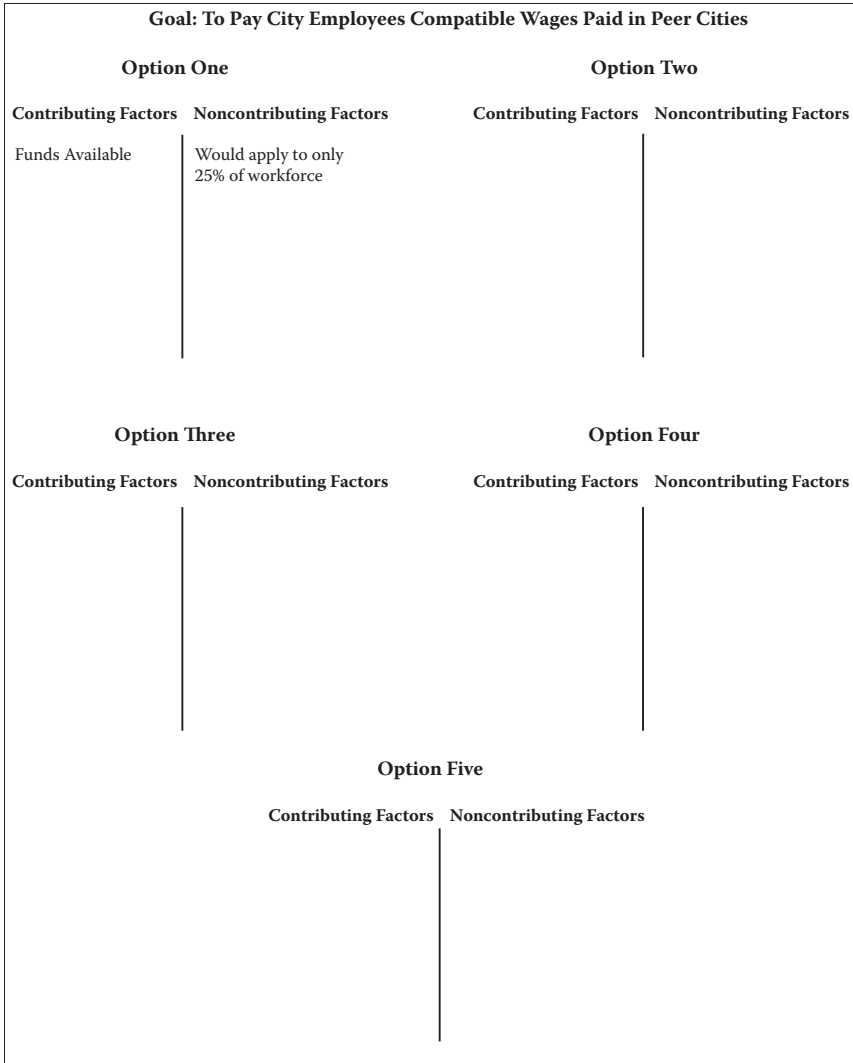 Goal: To Pay City Employees Compatible Wages Paid in Peer Cities
Option One
Contributing Factors Noncontributing Factors
Funds Available
Would apply to only
25% of workforce
Option Two
Contributing Factors Noncontributing Factors
Option Three
Contributing Factors Noncontributing Factors
Option Four
Contributing Factors Noncontributing Factors
Option Five
Contributing Factors Noncontributing Factors